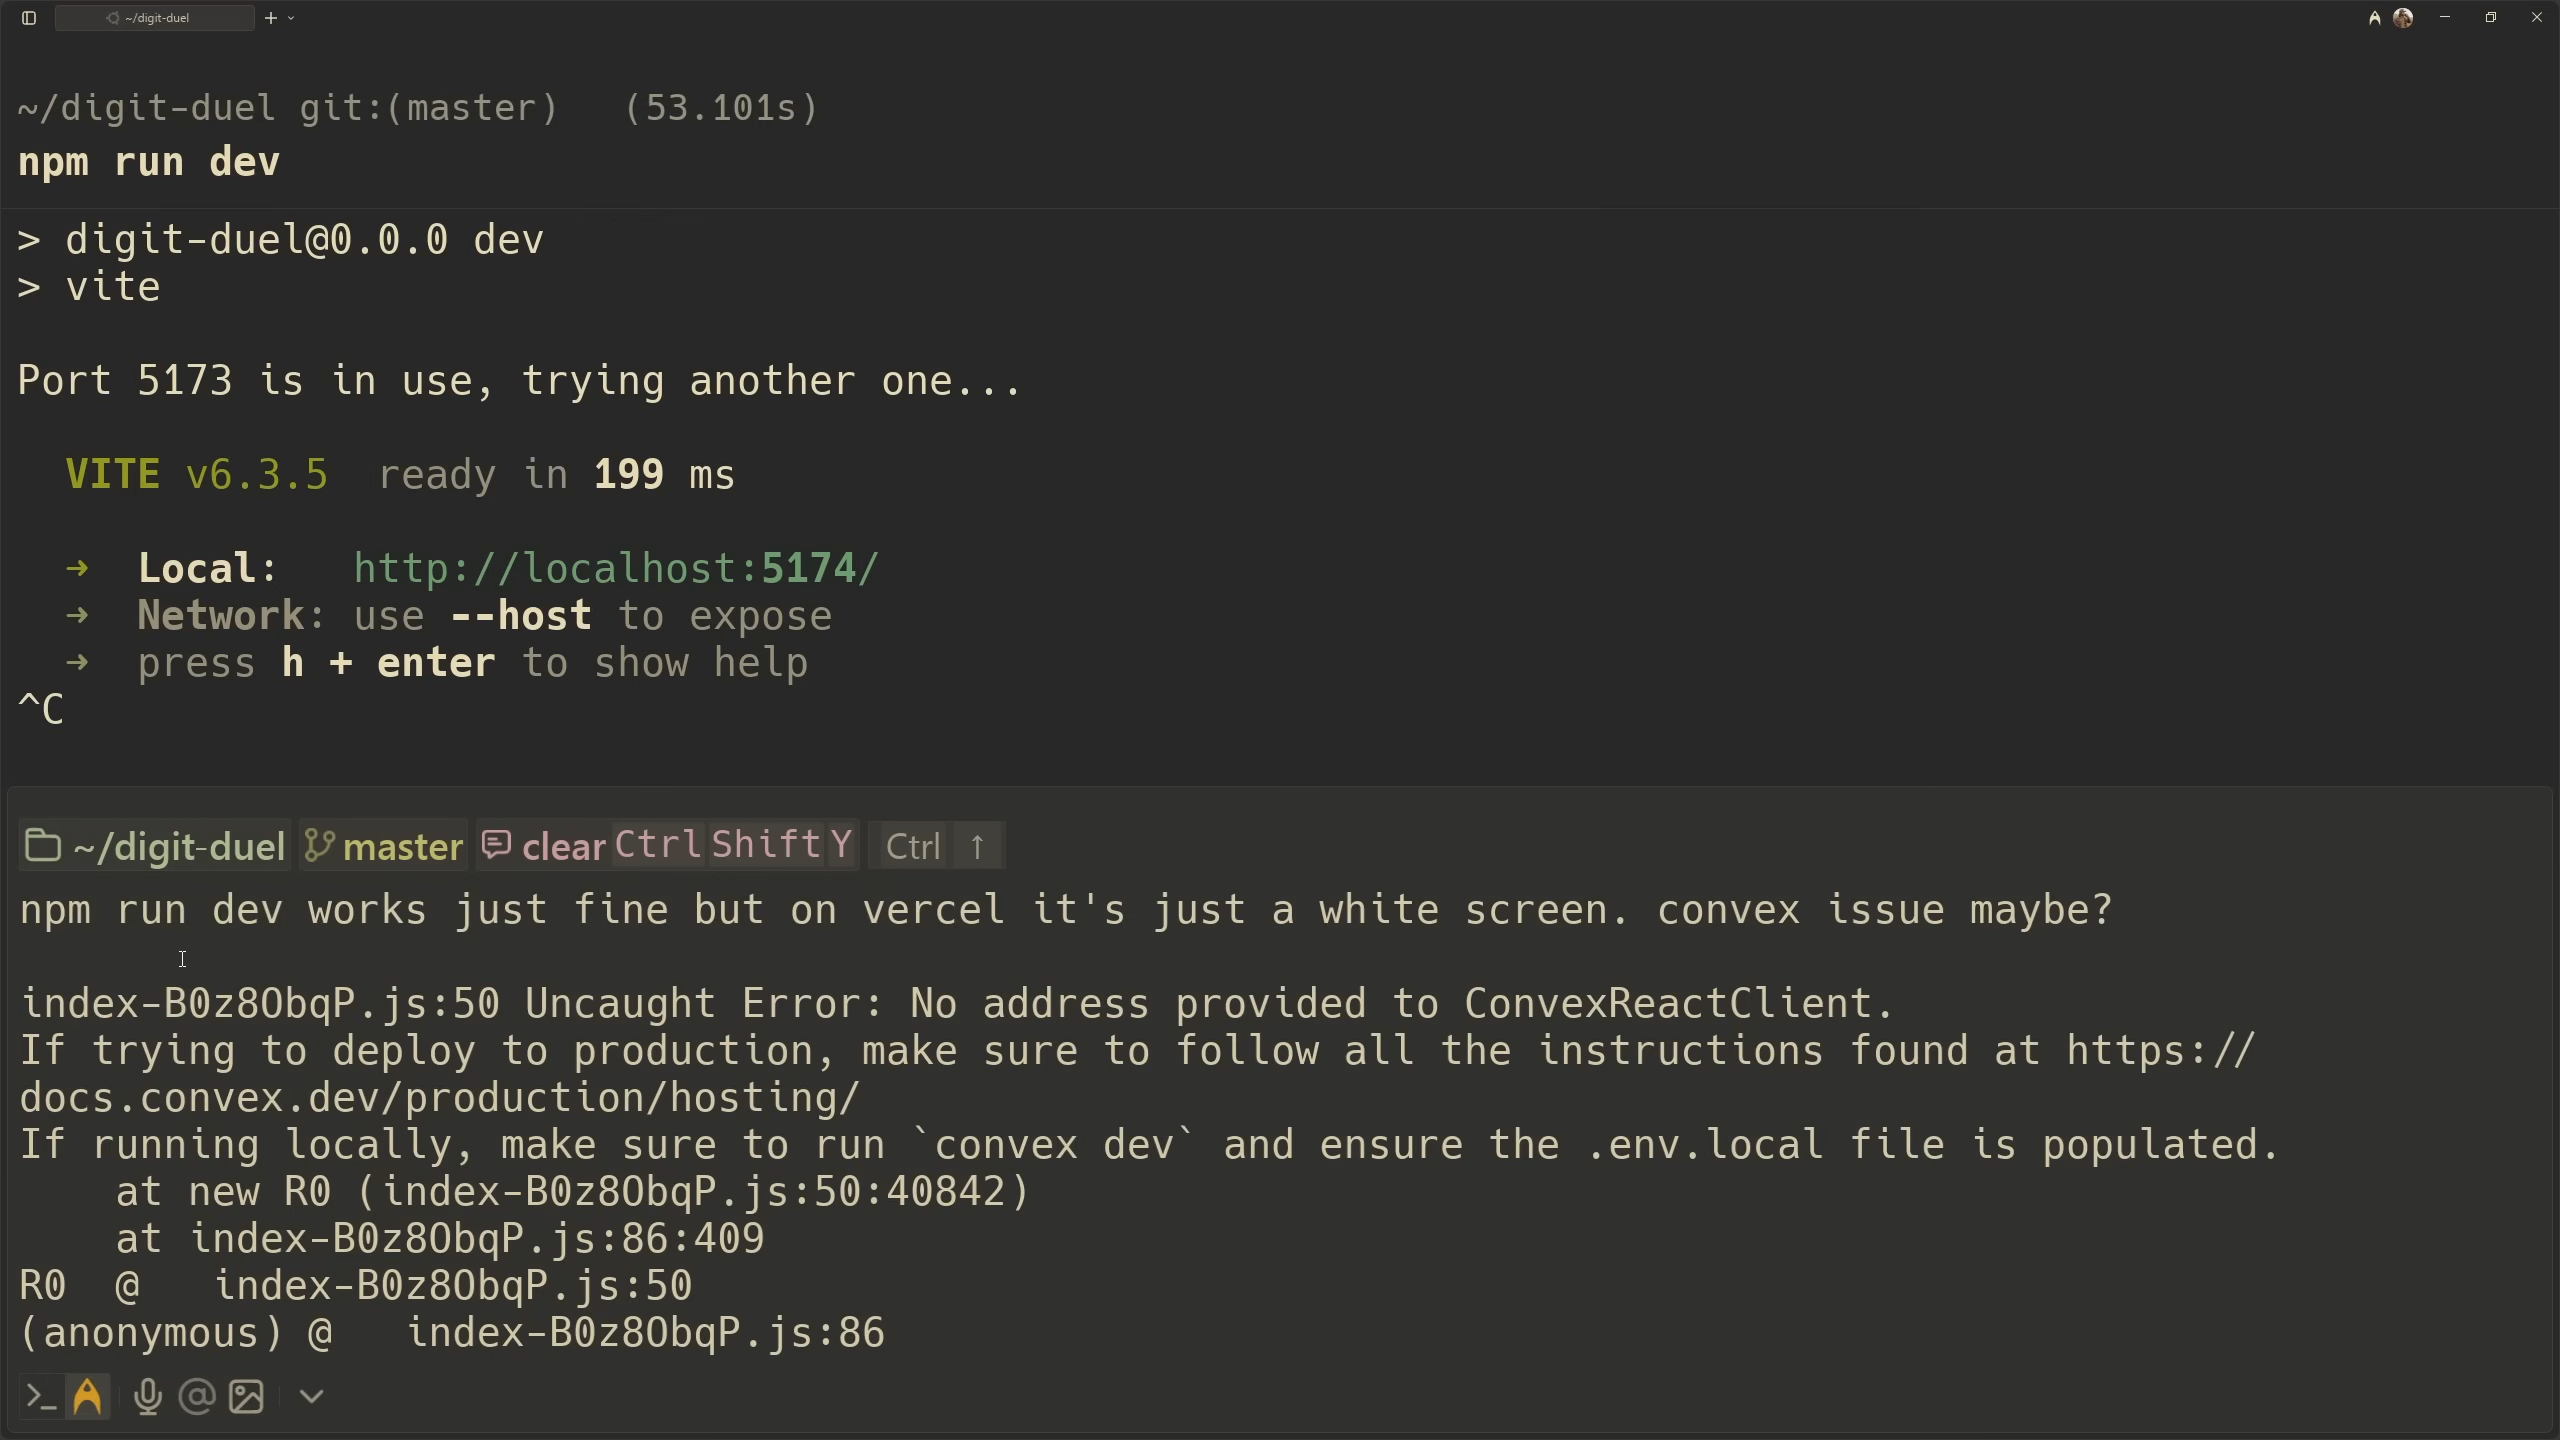 ~/digit-duel
~/digit-duel git:(master) (53.101s)
npm run dev
> digit-duel@0.0.0 dev
> vite
Port 5173 is in use, trying another one...
VITE v6.3.5 ready in 199 ms
➜ Local: http://localhost:5174/
➜ Network: use --host to expose
➜ press h + enter to show help
^C
~/digit-duel master clear Ctrl Shift Y Ctrl ↑
npm run dev works just fine but on vercel it's just a white screen. convex issue maybe?
index-B0z8ObqP.js:50 Uncaught Error: No address provided to ConvexReactClient.
If trying to deploy to production, make sure to follow all the instructions found at https://
docs.convex.dev/production/hosting/
If running locally, make sure to run `convex dev` and ensure the .env.local file is populated.
at new R0 (index-B0z8ObqP.js:50:40842)
at index-B0z8ObqP.js:86:409
R0 @ index-B0z8ObqP.js:50
(anonymous) @ index-B0z8ObqP.js:86